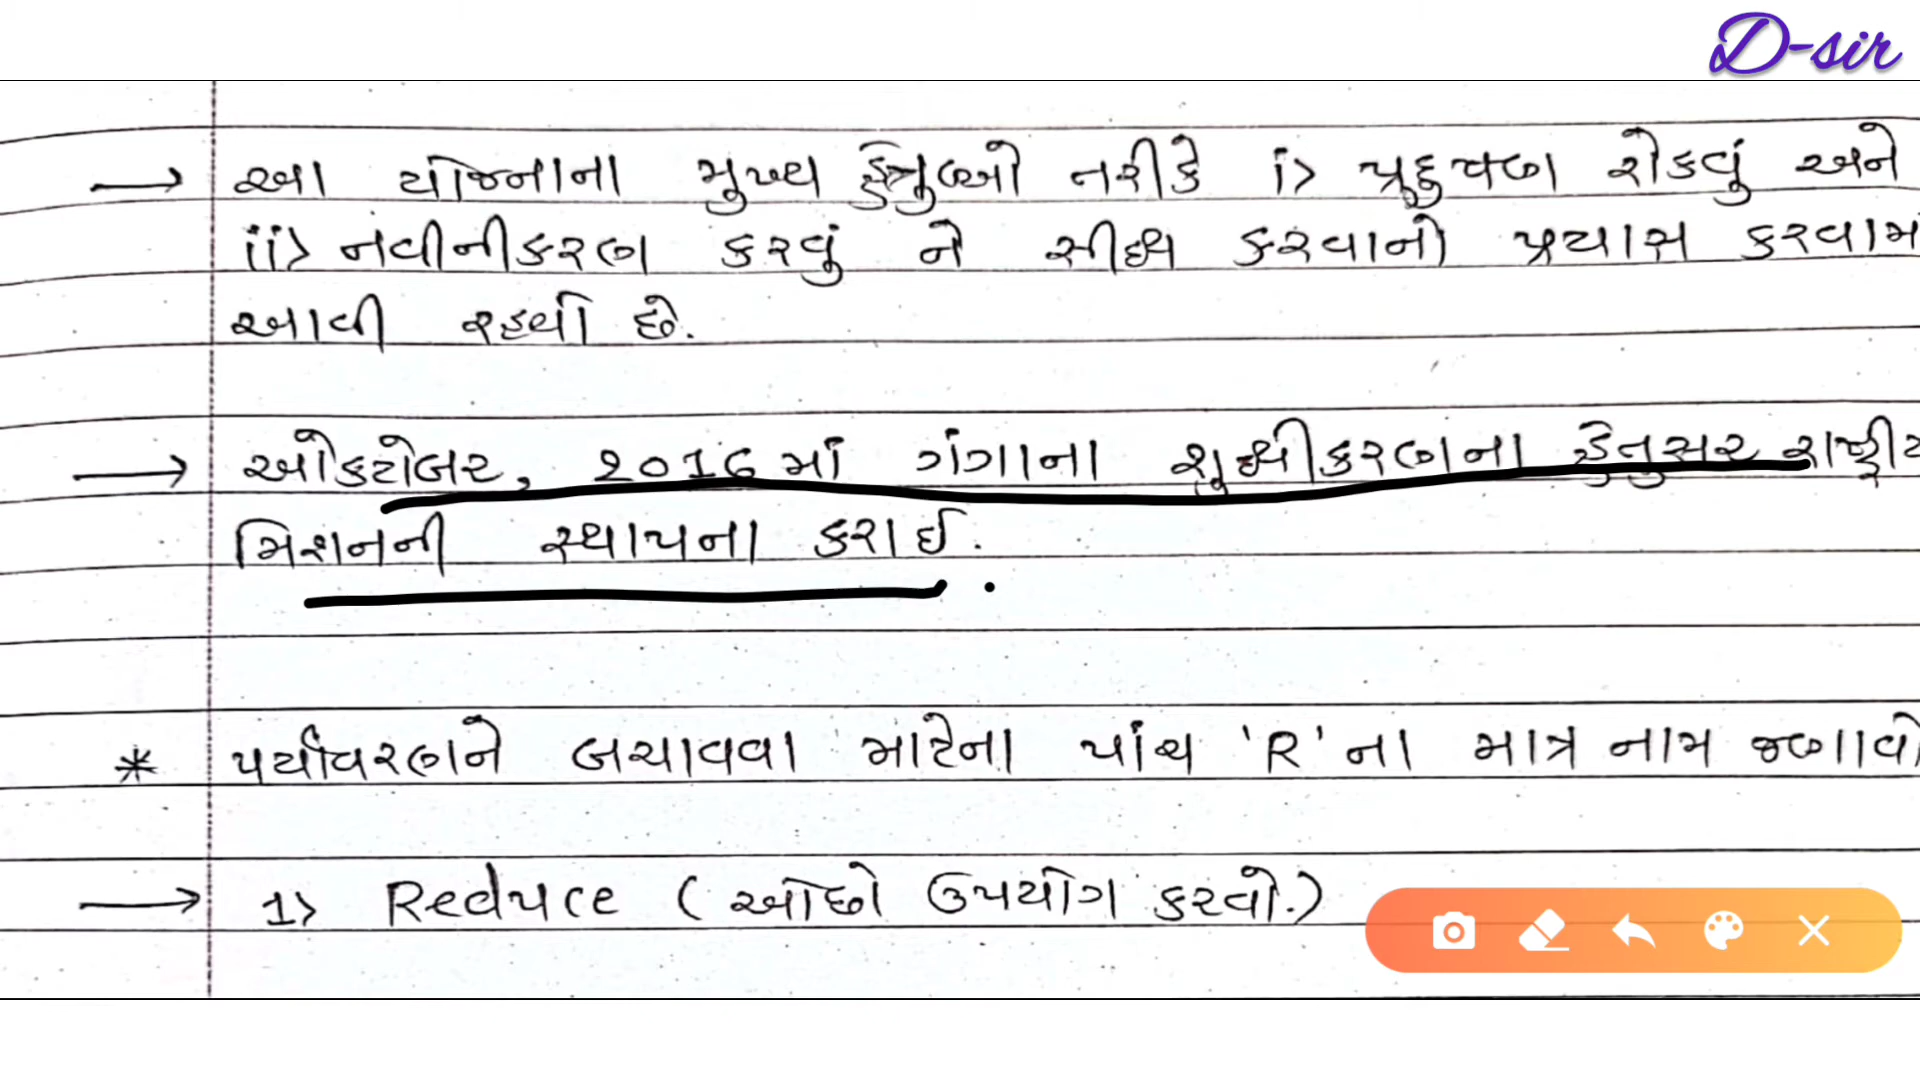 D-sir
→ આ યોજનાના મુખ્ય હેતુઓ તરીકે i> પ્રદુષણ રોકવું અને
ii> નવીનીકરણ કરવું ને સીધ્ધ કરવાનો પ્રયાસ કરવામ
આવી રહ્યો છે.
→ ઓક્ટોબર, ૨૦16 માં ગંગાના શુધ્ધીકરણના હેતુસર રાષ્ટ્રીય
મિશનની સ્થાપના કરાઈ.
* પર્યાવરણને બચાવવા માટેના પાંચ 'R' ના માત્ર નામ જણાવો
→ 1> Reduce (ઓછો ઉપયોગ કરવો.)